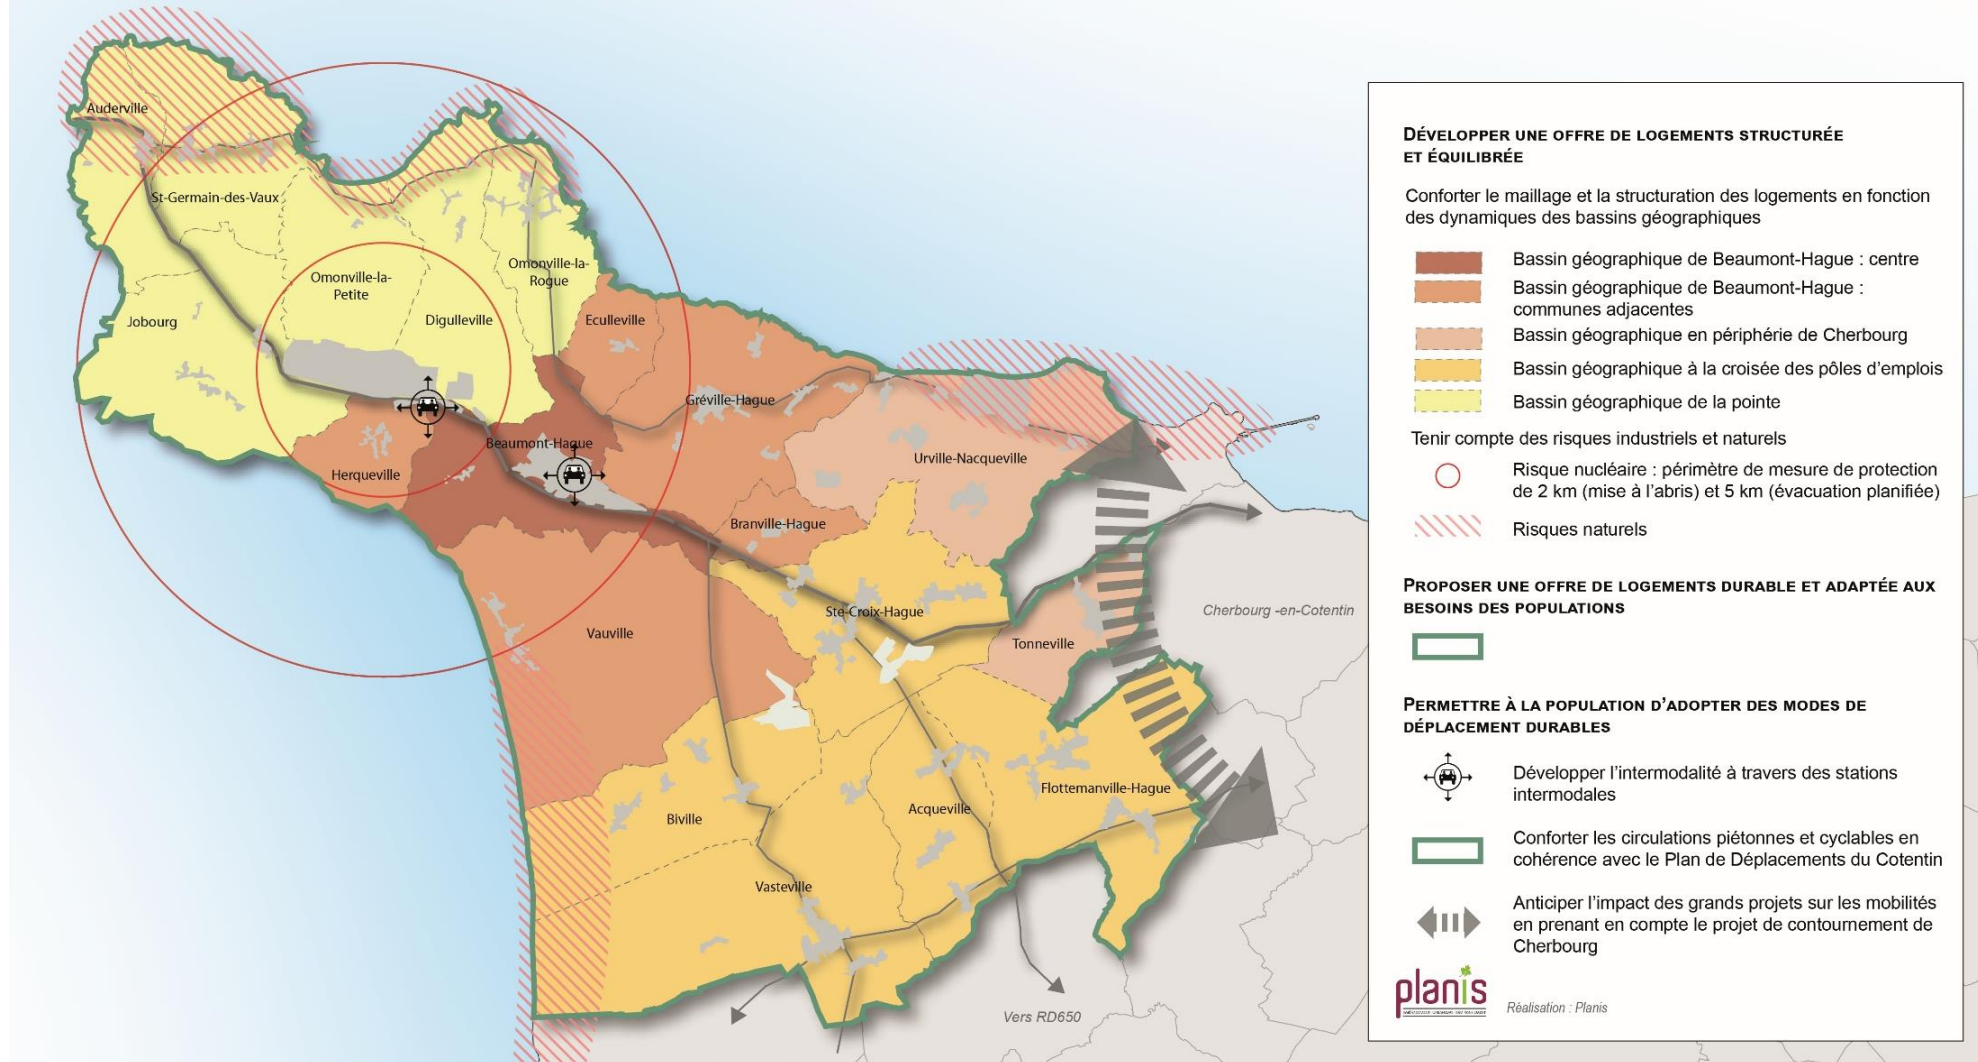 Auderville
St-Germain-des-Vaux
Omonville-la-
Petite
Omonville-la-
Rogue
Jobourg
Digulleville
Eculleville
Gréville-Hague
Beaumont-Hague
Herqueville
Urville-Nacqueville
Branville-Hague
Vauville
Ste-Croix-Hague
Tonneville
Cherbourg -en-Cotentin
Biville
Acqueville
Flottemanville-Hague
Vasteville
Vers RD650
DÉVELOPPER UNE OFFRE DE LOGEMENTS STRUCTURÉE
ET ÉQUILIBRÉE
Conforter le maillage et la structuration des logements en fonction
des dynamiques des bassins géographiques
Bassin géographique de Beaumont-Hague : centre
Bassin géographique de Beaumont-Hague :
communes adjacentes
Bassin géographique en périphérie de Cherbourg
Bassin géographique à la croisée des pôles d'emplois
Bassin géographique de la pointe
Tenir compte des risques industriels et naturels
Risque nucléaire : périmètre de mesure de protection
de 2 km (mise à l'abris) et 5 km (évacuation planifiée)
Risques naturels
PROPOSER UNE OFFRE DE LOGEMENTS DURABLE ET ADAPTÉE AUX
BESOINS DES POPULATIONS
PERMETTRE À LA POPULATION D'ADOPTER DES MODES DE
DÉPLACEMENT DURABLES
Développer l'intermodalité à travers des stations
intermodales
Conforter les circulations piétonnes et cyclables en
cohérence avec le Plan de Déplacements du Cotentin
Anticiper l'impact des grands projets sur les mobilités
en prenant en compte le projet de contournement de
Cherbourg
planis
Réalisation : Planis